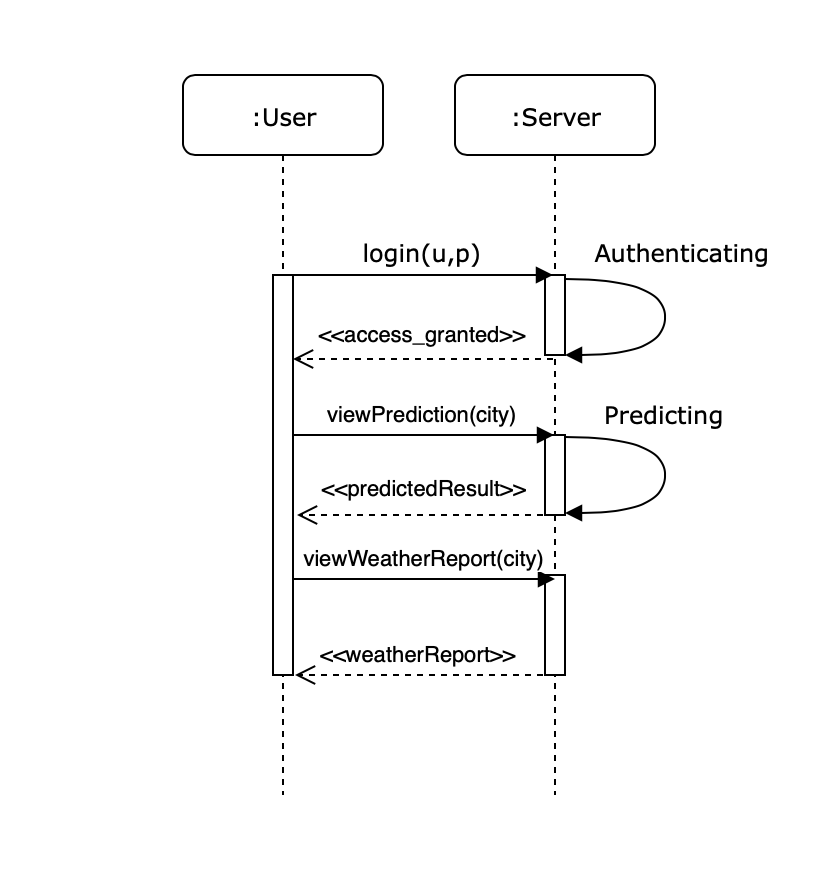 :User
:Server
login(u,p)
Authenticating
<<access_granted>>
viewPrediction(city)
Predicting
<<predictedResult>>
viewWeatherReport(city)
<<weatherReport>>